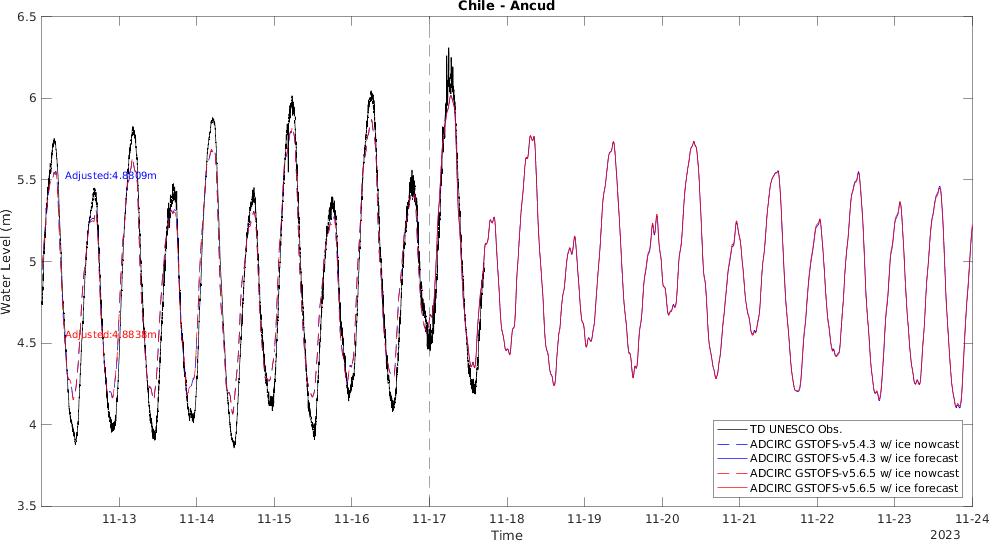 Chile - Ancud
6.5
6
5.5
5
4.5
4
3.5
Water Level (m)
Adjusted:4.8809m
Adjusted:4.8838m
TD UNESCO Obs.
ADCIRC GSTOFS-v5.4.3 w/ ice nowcast
ADCIRC GSTOFS-v5.4.3 w/ ice forecast
ADCIRC GSTOFS-v5.6.5 w/ ice nowcast
ADCIRC GSTOFS-v5.6.5 w/ ice forecast
11-13 11-14 11-15 11-16 11-17 11-18 11-19 11-20 11-21 11-22 11-23 11-24
Time
2023